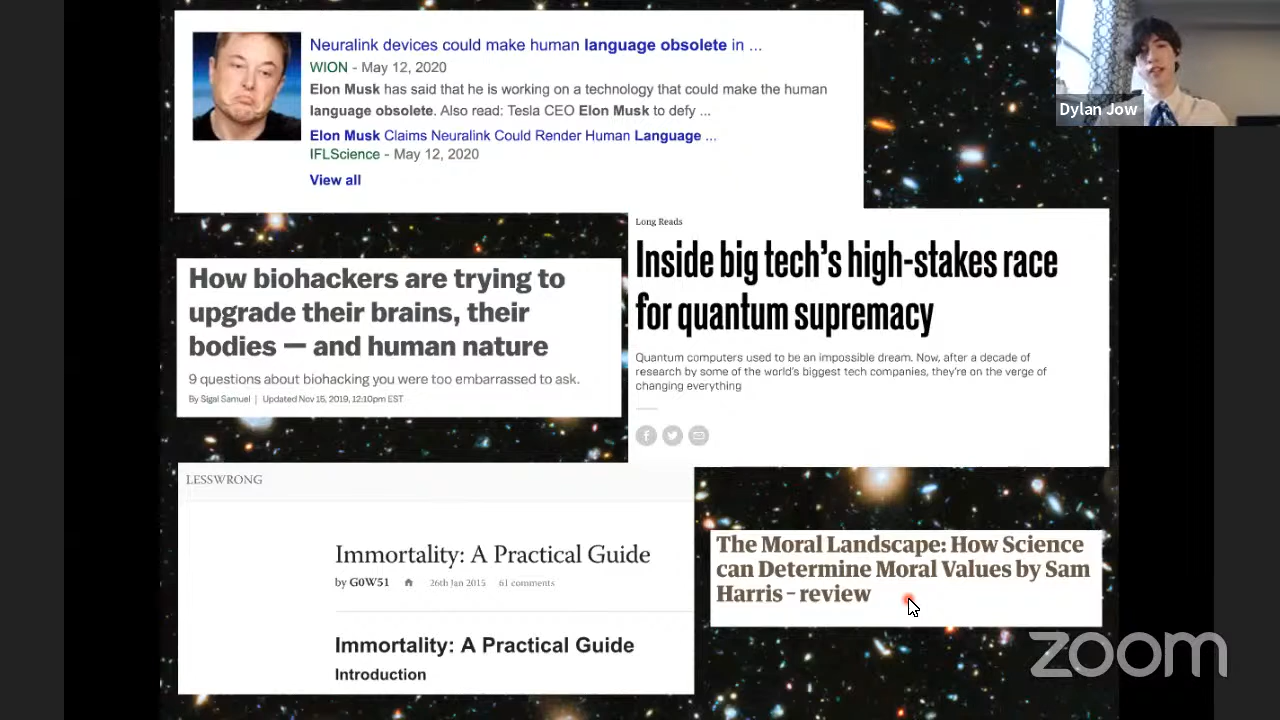 Neuralink devices could make human language obsolete in ...
WION - May 12, 2020
Elon Musk has said that he is working on a technology that could make the human
language obsolete. Also read: Tesla CEO Elon Musk to defy ...
Elon Musk Claims Neuralink Could Render Human Language ...
IFLScience - May 12, 2020
View all
Dylan Jow
Long Reads
Inside big tech's high-stakes race
for quantum supremacy
Quantum computers used to be an impossible dream. Now, after a decade of
research by some of the world's biggest tech companies, they're on the verge of
changing everything
How biohackers are trying to
upgrade their brains, their
bodies — and human nature
9 questions about biohacking you were too embarrassed to ask.
By Sigal Samuel | Updated Nov 15, 2019, 12:10pm EST
LESSWRONG
Immortality: A Practical Guide
by G0W51 26th Jan 2015 61 comments
Immortality: A Practical Guide
Introduction
The Moral Landscape: How Science
can Determine Moral Values by Sam
Harris – review
zoom